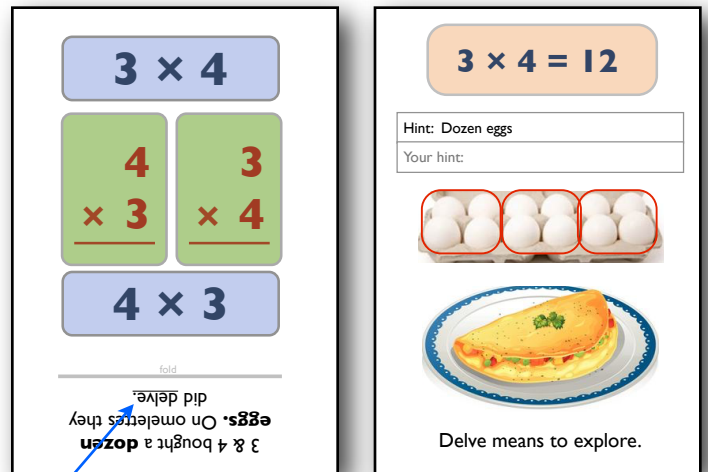 3 × 4
4
× 3
3
× 4
4 × 3
fold
3 & 4 bought a dozen
eggs. On omelettes they
did delve.
3 × 4 = 12
Hint: Dozen eggs
Your hint:
Delve means to explore.